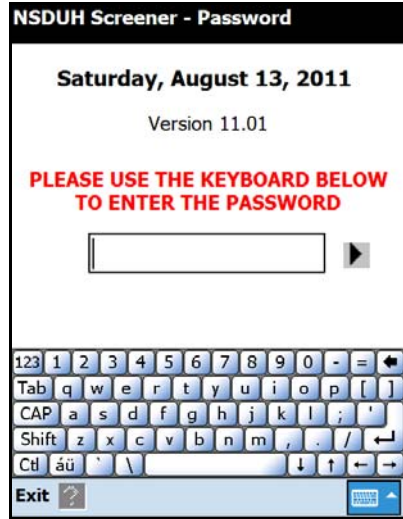 NSDUH Screener - Password
Saturday, August 13, 2011
Version 11.01
PLEASE USE THE KEYBOARD BELOW
TO ENTER THE PASSWORD
123 1 2 3 4 5 6 7 8 9 0 - = ←
Tab q w e r t y u i o p [ ]
CAP a s d f g h j k l ; '
Shift z x c v b n m , . / ↵
Ctl áü ` \ ↓ ↑ ← →
Exit ?